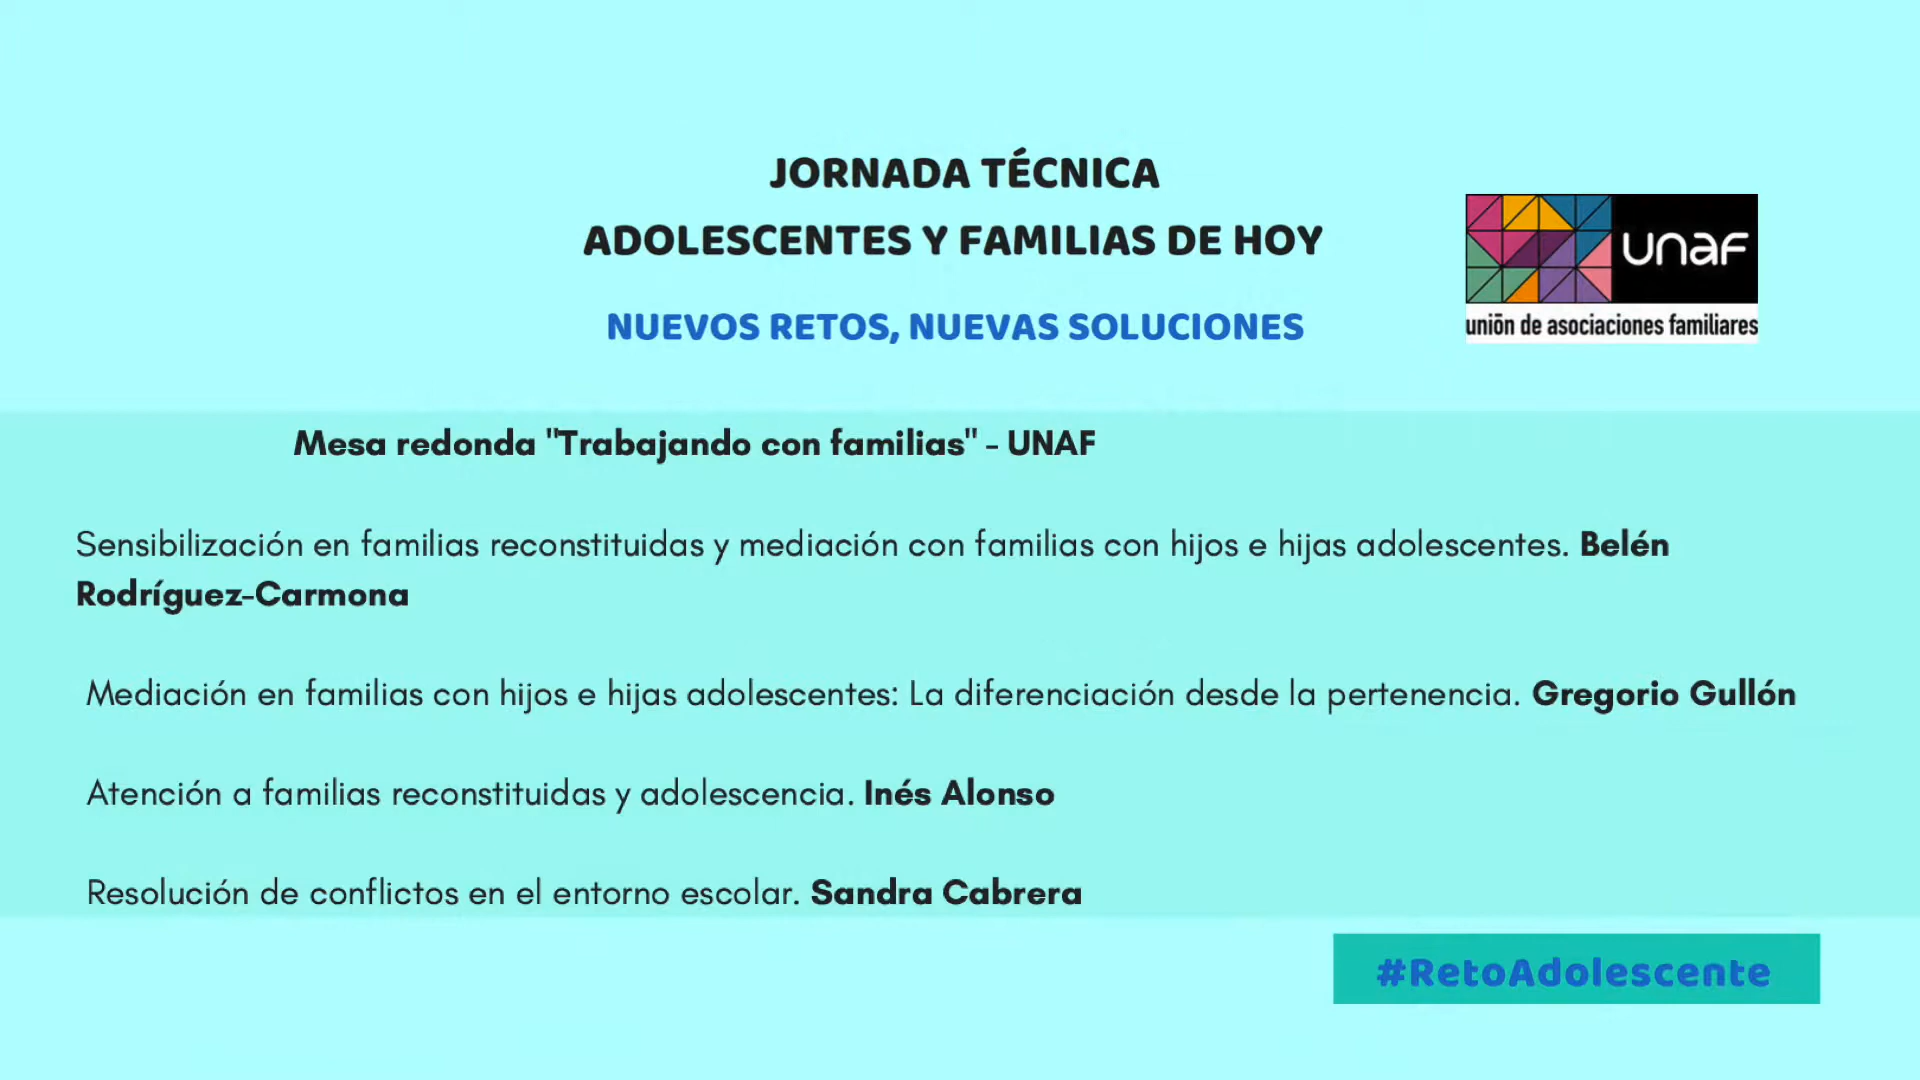 JORNADA TÉCNICA
ADOLESCENTES Y FAMILIAS DE HOY
NUEVOS RETOS, NUEVAS SOLUCIONES
unaf
unión de asociaciones familiares
Mesa redonda "Trabajando con familias" - UNAF
Sensibilización en familias reconstituidas y mediación con familias con hijos e hijas adolescentes. Belén
Rodríguez-Carmona
Mediación en familias con hijos e hijas adolescentes: La diferenciación desde la pertenencia. Gregorio Gullón
Atención a familias reconstituidas y adolescencia. Inés Alonso
Resolución de conflictos en el entorno escolar. Sandra Cabrera
#RetoAdolescente